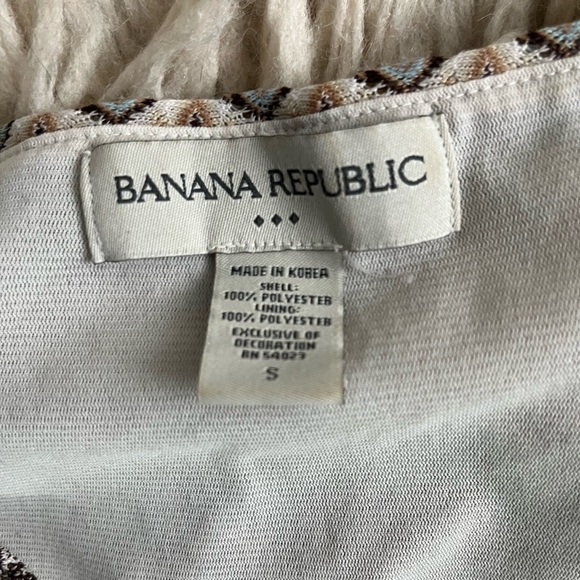 BANANA REPUBLIC
MADE IN KOREA
SHELL:
100% POLYESTER
LINING:
100% POLYESTER
EXCLUSIVE OF
DECORATION
RN 54023
S